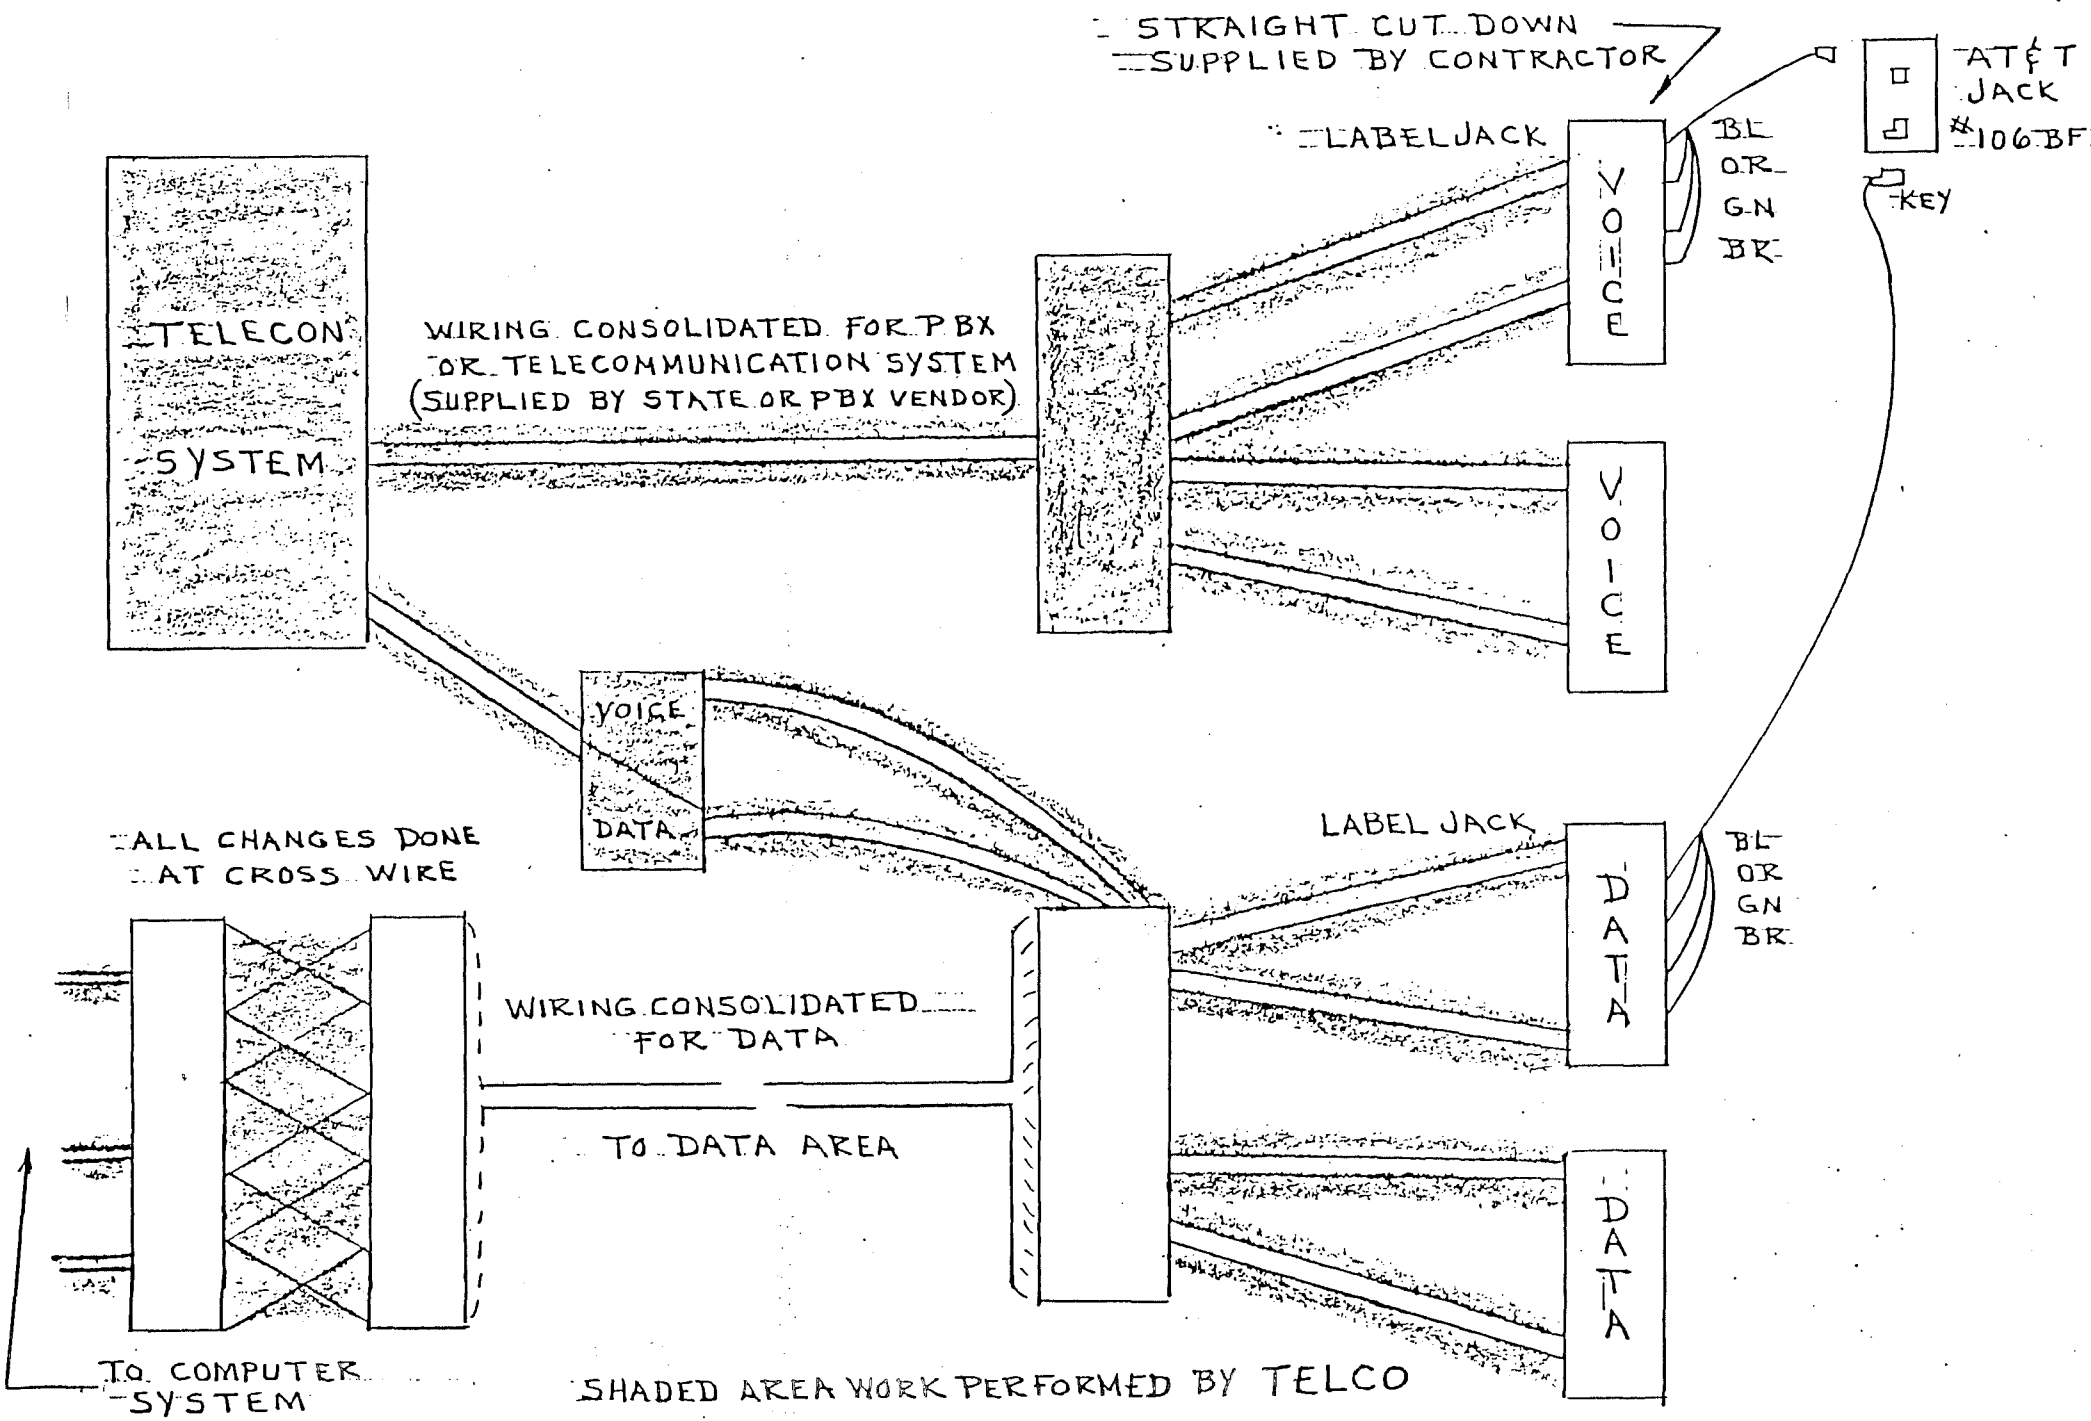 STRAIGHT CUT DOWN
SUPPLIED BY CONTRACTOR
AT&T
JACK
#106BF
KEY
LABEL JACK
BL
OR
GN
BR
VOICE
TELECON
SYSTEM
WIRING CONSOLIDATED FOR PBX
OR TELECOMMUNICATION SYSTEM
(SUPPLIED BY STATE OR PBX VENDOR)
VOICE
VOICE
DATA
ALL CHANGES DONE
AT CROSS WIRE
LABEL JACK
BL
OR
GN
BR
DATA
WIRING CONSOLIDATED
FOR DATA
TO DATA AREA
DATA
TO COMPUTER
SYSTEM
SHADED AREA WORK PERFORMED BY TELCO